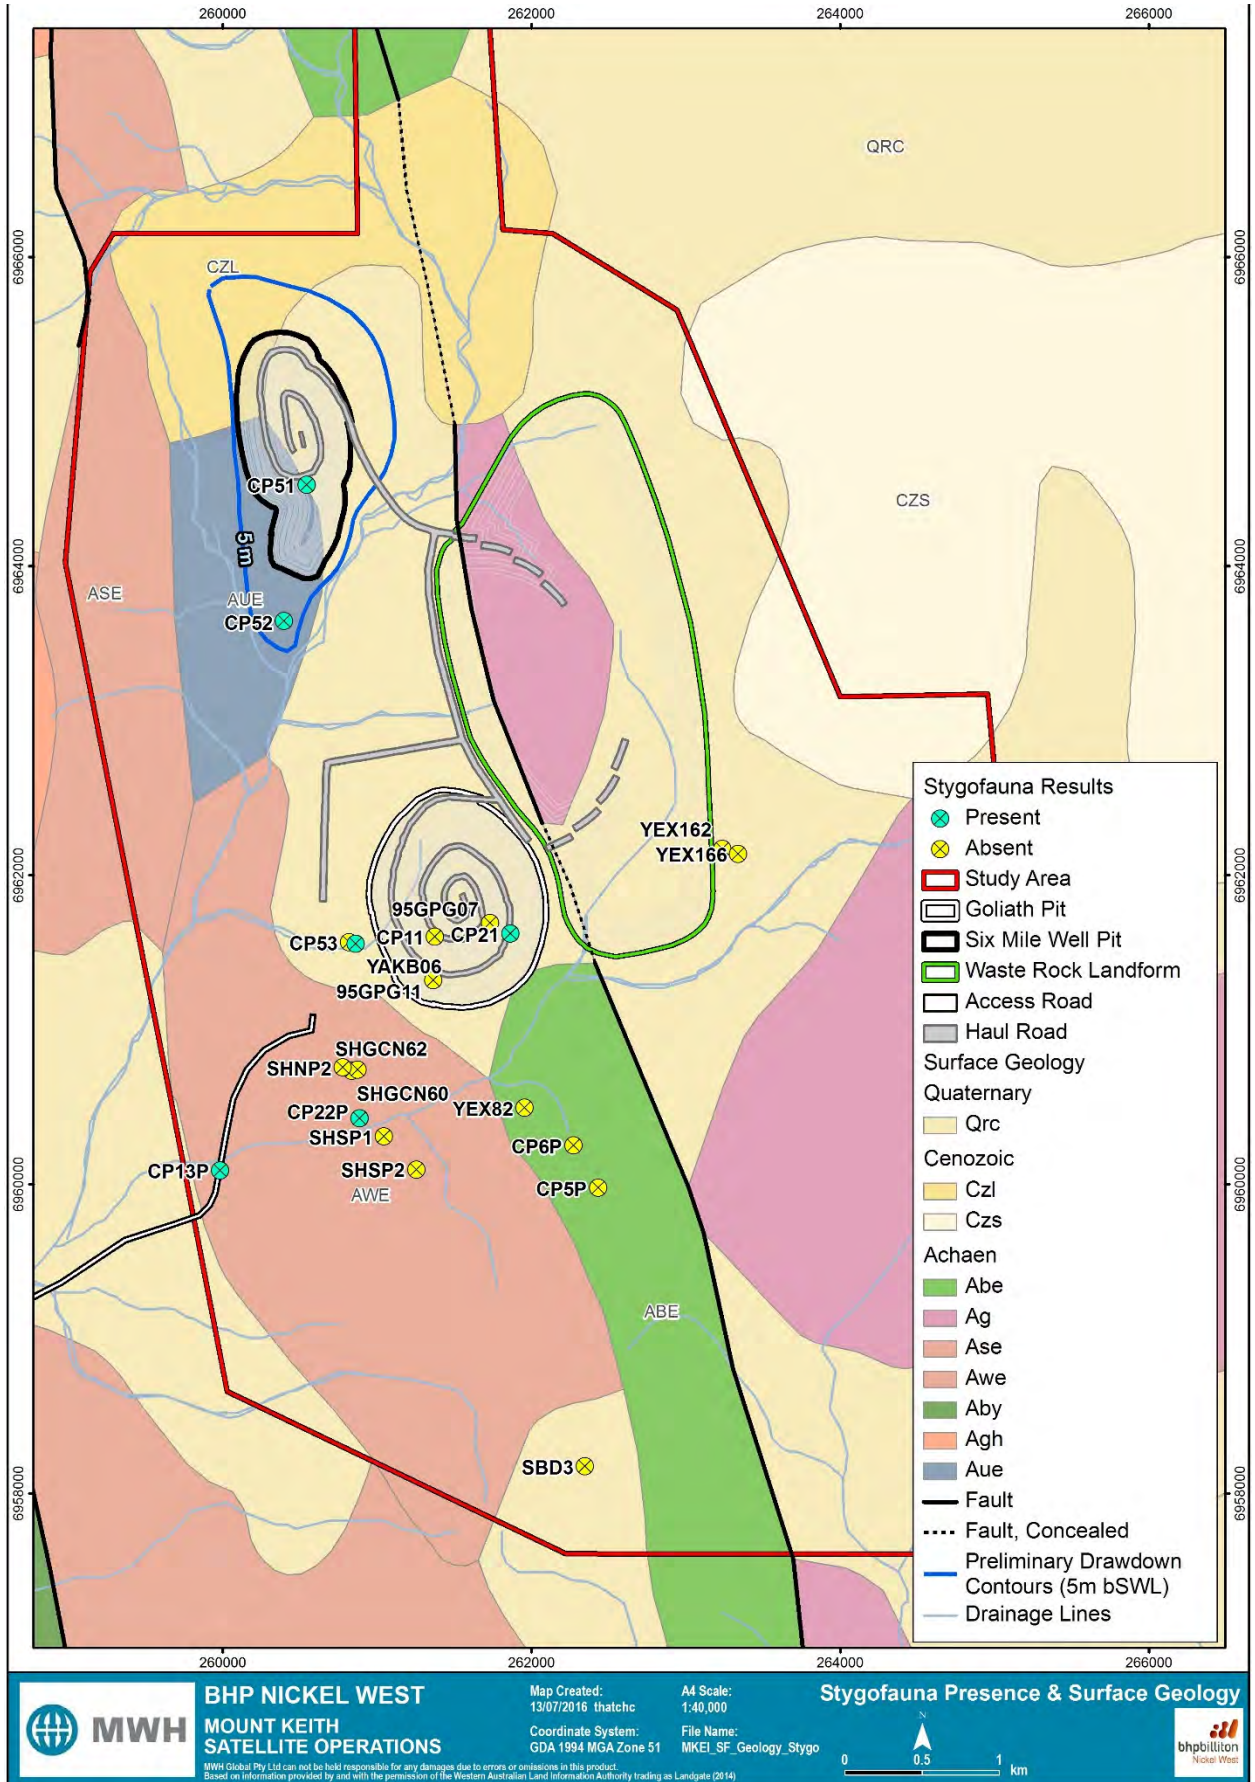 260000 262000 264000 266000
QRC
6966000 6966000
CZL
CP51
CZS
5 m
6964000 6964000
ASE
AUE
CP52
Stygofauna Results
Present
Absent
Study Area
Goliath Pit
Six Mile Well Pit
Waste Rock Landform
Access Road
Haul Road
Surface Geology
Quaternary
Qrc
Cenozoic
Czl
Czs
Achaen
Abe
Ag
Ase
Awe
Aby
Agh
Aue
Fault
Fault, Concealed
Preliminary Drawdown
Contours (5m bSWL)
Drainage Lines
YEX162
YEX166
6962000 6962000
95GPG07
CP53
CP11
CP21
YAKB06
95GPG11
SHGCN62
SHNP2
SHGCN60
CP22P
YEX82
SHSP1
CP6P
CP13P
SHSP2
CP5P
AWE
6960000 6960000
ABE
SBD3
6958000 6958000
260000 262000 264000 266000
MWH
BHP NICKEL WEST
MOUNT KEITH
SATELLITE OPERATIONS
MWH Global Pty Ltd can not be held responsible for any damages due to errors or omissions in this product.
Based on information provided by and with the permission of the Western Australian Land Information Authority trading as Landgate (2014)
Map Created:
13/07/2016 thatchc
Coordinate System:
GDA 1994 MGA Zone 51
A4 Scale:
1:40,000
File Name:
MKEI_SF_Geology_Stygo
Stygofauna Presence & Surface Geology
N
0 0.5 1
km
bhpbilliton
Nickel West